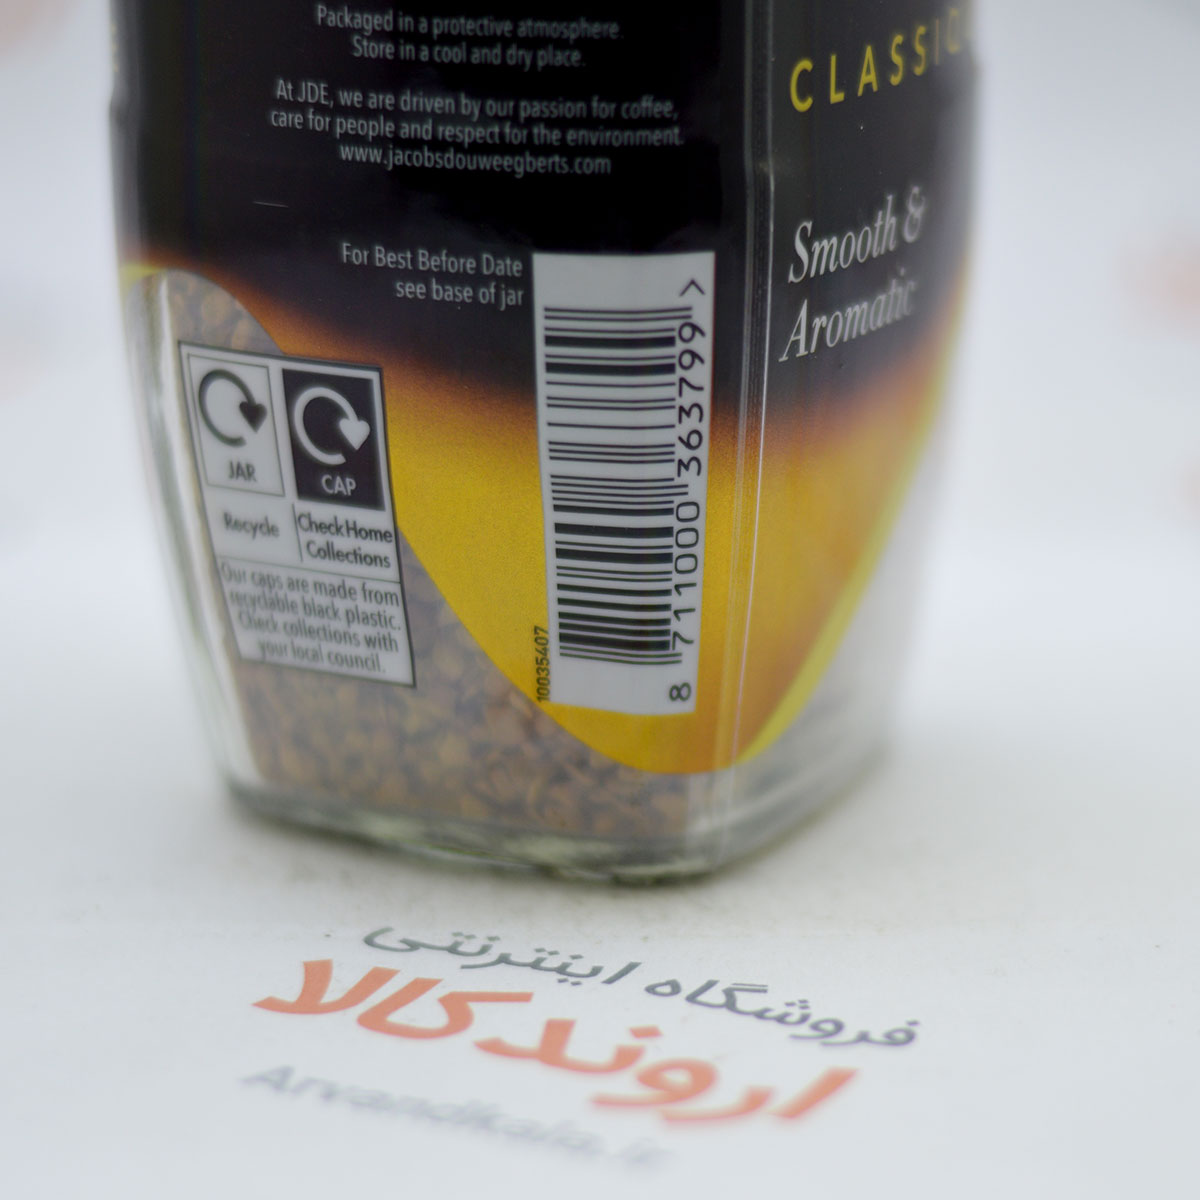 Packaged in a protective atmosphere.
Store in a cool and dry place.
At JDE, we are driven by our passion for coffee,
care for people and respect for the environment.
www.jacobsdouweegberts.com
For Best Before Date
see base of jar
JAR
CAP
Recycle
Check Home
Collections
Our caps are made from
recyclable black plastic.
Check collections with
your local council.
10035407
8 711000 363799 >
CLASSIQ
Smooth &
Aromatic
فروشگاه اینترنتی
اروندکالا
Arvandkala.ir